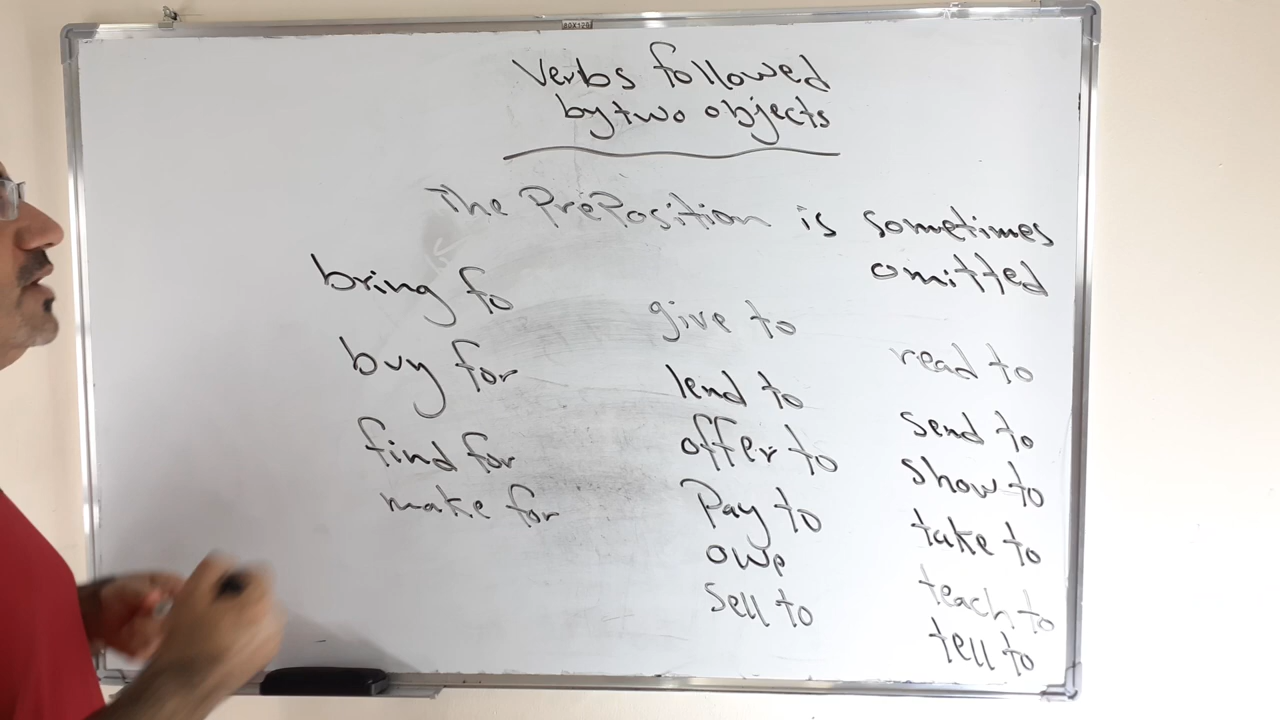 Verbs followed
by two objects
The PrePosition is sometimes
omitted
bring to
buy for
find for
make for
give to
lend to
offer to
Pay to
owe
sell to
read to
send to
show to
take to
teach to
tell to